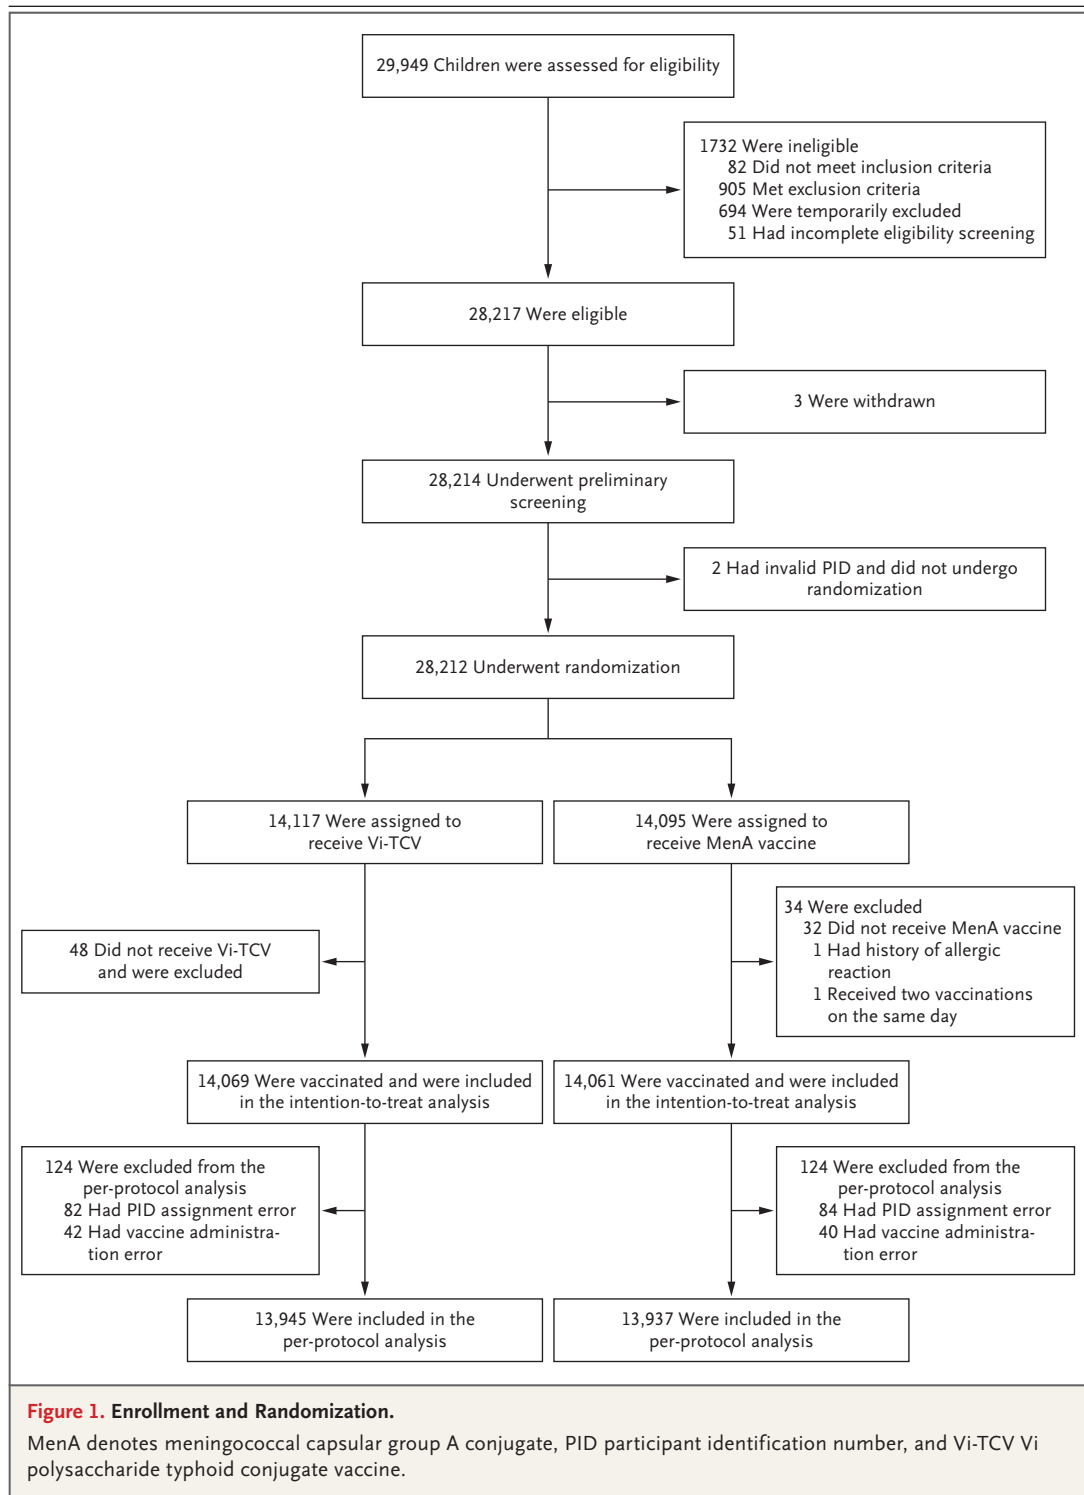 29,949 Children were assessed for eligibility
1732 Were ineligible
82 Did not meet inclusion criteria
905 Met exclusion criteria
694 Were temporarily excluded
51 Had incomplete eligibility screening
28,217 Were eligible
3 Were withdrawn
28,214 Underwent preliminary
screening
2 Had invalid PID and did not undergo
randomization
28,212 Underwent randomization
14,117 Were assigned to
receive Vi-TCV
14,095 Were assigned to
receive MenA vaccine
48 Did not receive Vi-TCV
and were excluded
34 Were excluded
32 Did not receive MenA vaccine
1 Had history of allergic
reaction
1 Received two vaccinations
on the same day
14,069 Were vaccinated and were included
in the intention-to-treat analysis
14,061 Were vaccinated and were included
in the intention-to-treat analysis
124 Were excluded from the
per-protocol analysis
82 Had PID assignment error
42 Had vaccine administra-
tion error
124 Were excluded from the
per-protocol analysis
84 Had PID assignment error
40 Had vaccine administra-
tion error
13,945 Were included in the
per-protocol analysis
13,937 Were included in the
per-protocol analysis
Figure 1. Enrollment and Randomization.
MenA denotes meningococcal capsular group A conjugate, PID participant identification number, and Vi-TCV Vi
polysaccharide typhoid conjugate vaccine.